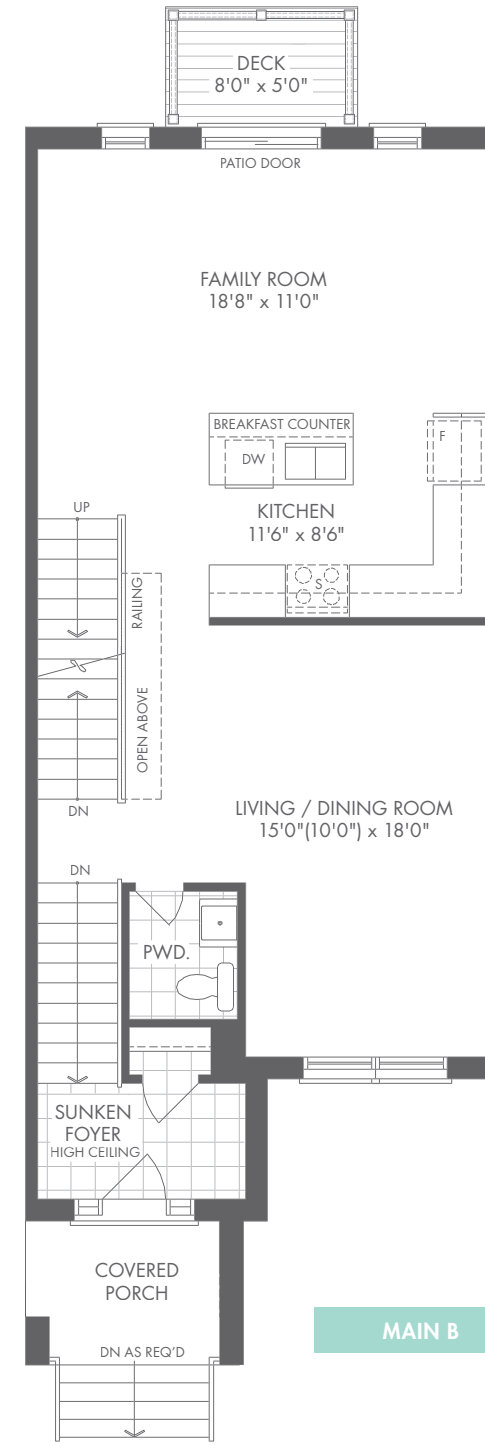 DECK
8'0" x 5'0"
PATIO DOOR
FAMILY ROOM
18'8" x 11'0"
BREAKFAST COUNTER
F
DW
UP
KITCHEN
11'6" x 8'6"
RAILING
S
OPEN ABOVE
DN
LIVING / DINING ROOM
15'0"(10'0") x 18'0"
DN
PWD.
SUNKEN
FOYER
HIGH CEILING
COVERED
PORCH
MAIN B
DN AS REQ'D